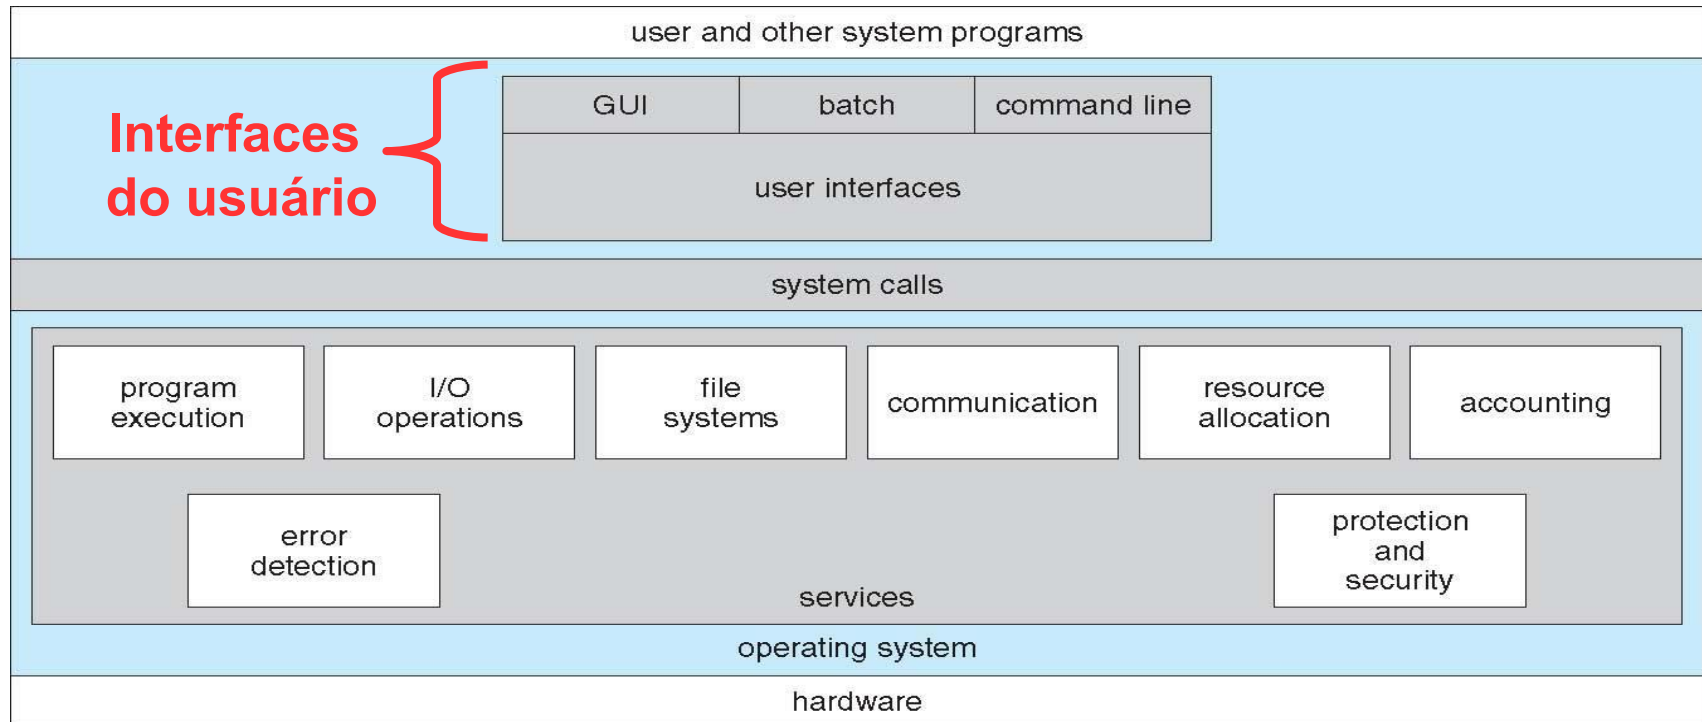 user and other system programs
Interfaces
do usuário
GUI
batch
command line
user interfaces
system calls
program
execution
I/O
operations
file
systems
communication
resource
allocation
accounting
error
detection
protection
and
security
services
operating system
hardware